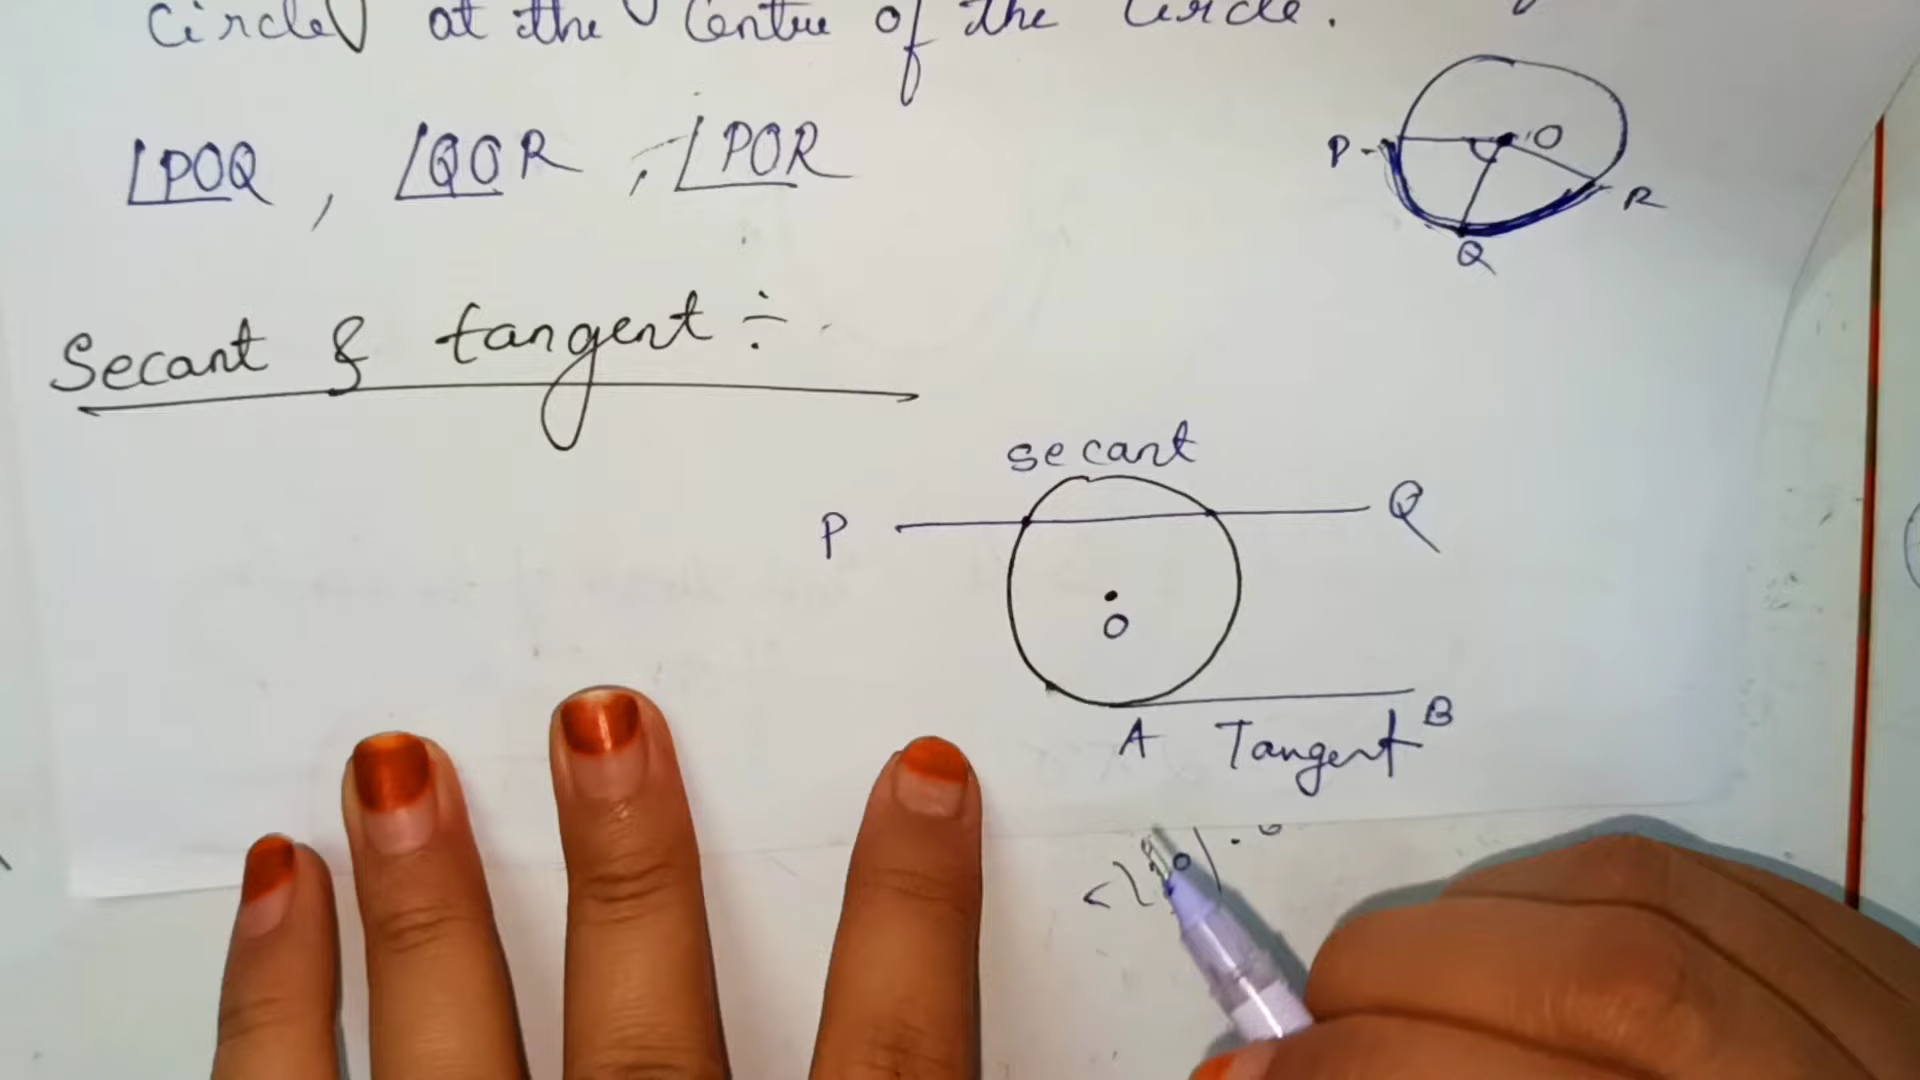 Circle at the Centre of the Circle.
∠POQ , ∠QOR , ∠POR
O
P
R
Q
Secant & tangent ÷
secant
P Q
O
A Tangent B